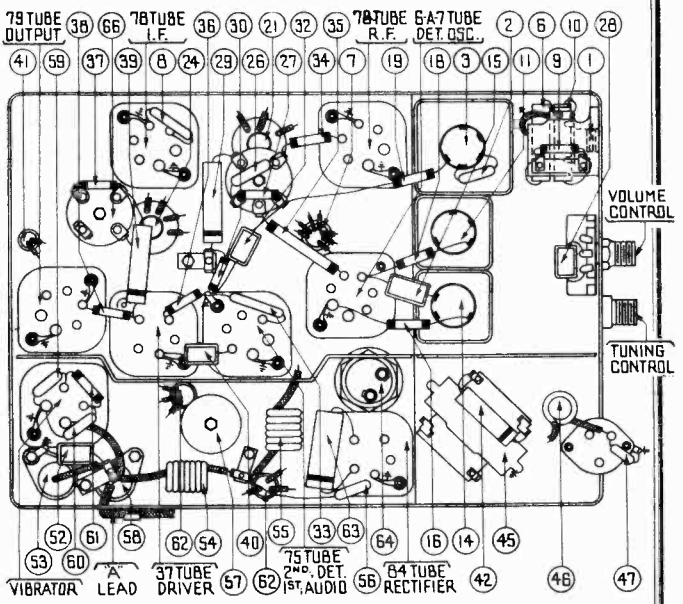 79 TUBE OUTPUT 38 66 78 TUBE I.F. 36 30 21 32 35 78 TUBE R.F. 6-A-7 TUBE DET. OSC. 2 6 10 28
41 59 37 39 8 24 29 26 27 34 7 19 18 3 15 11 9 1
VOLUME CONTROL
TUNING CONTROL
53 52 60 61 58 62 54 57 40 62 55 33 63 56 64 16 14 42 45 46 47
VIBRATOR
"A" LEAD
37 TUBE DRIVER
75 TUBE 2ND. DET. 1ST. AUDIO
84 TUBE RECTIFIER